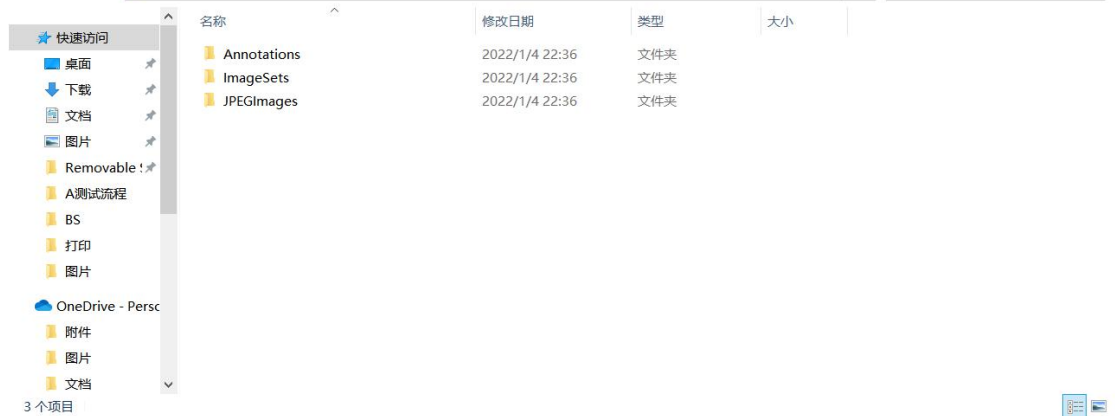 名称 修改日期 类型 大小
快速访问
桌面
下载
文档
图片
Removable
A测试流程
BS
打印
图片
OneDrive - Persc
附件
图片
文档
Annotations 2022/1/4 22:36 文件夹
ImageSets 2022/1/4 22:36 文件夹
JPEGImages 2022/1/4 22:36 文件夹
3 个项目